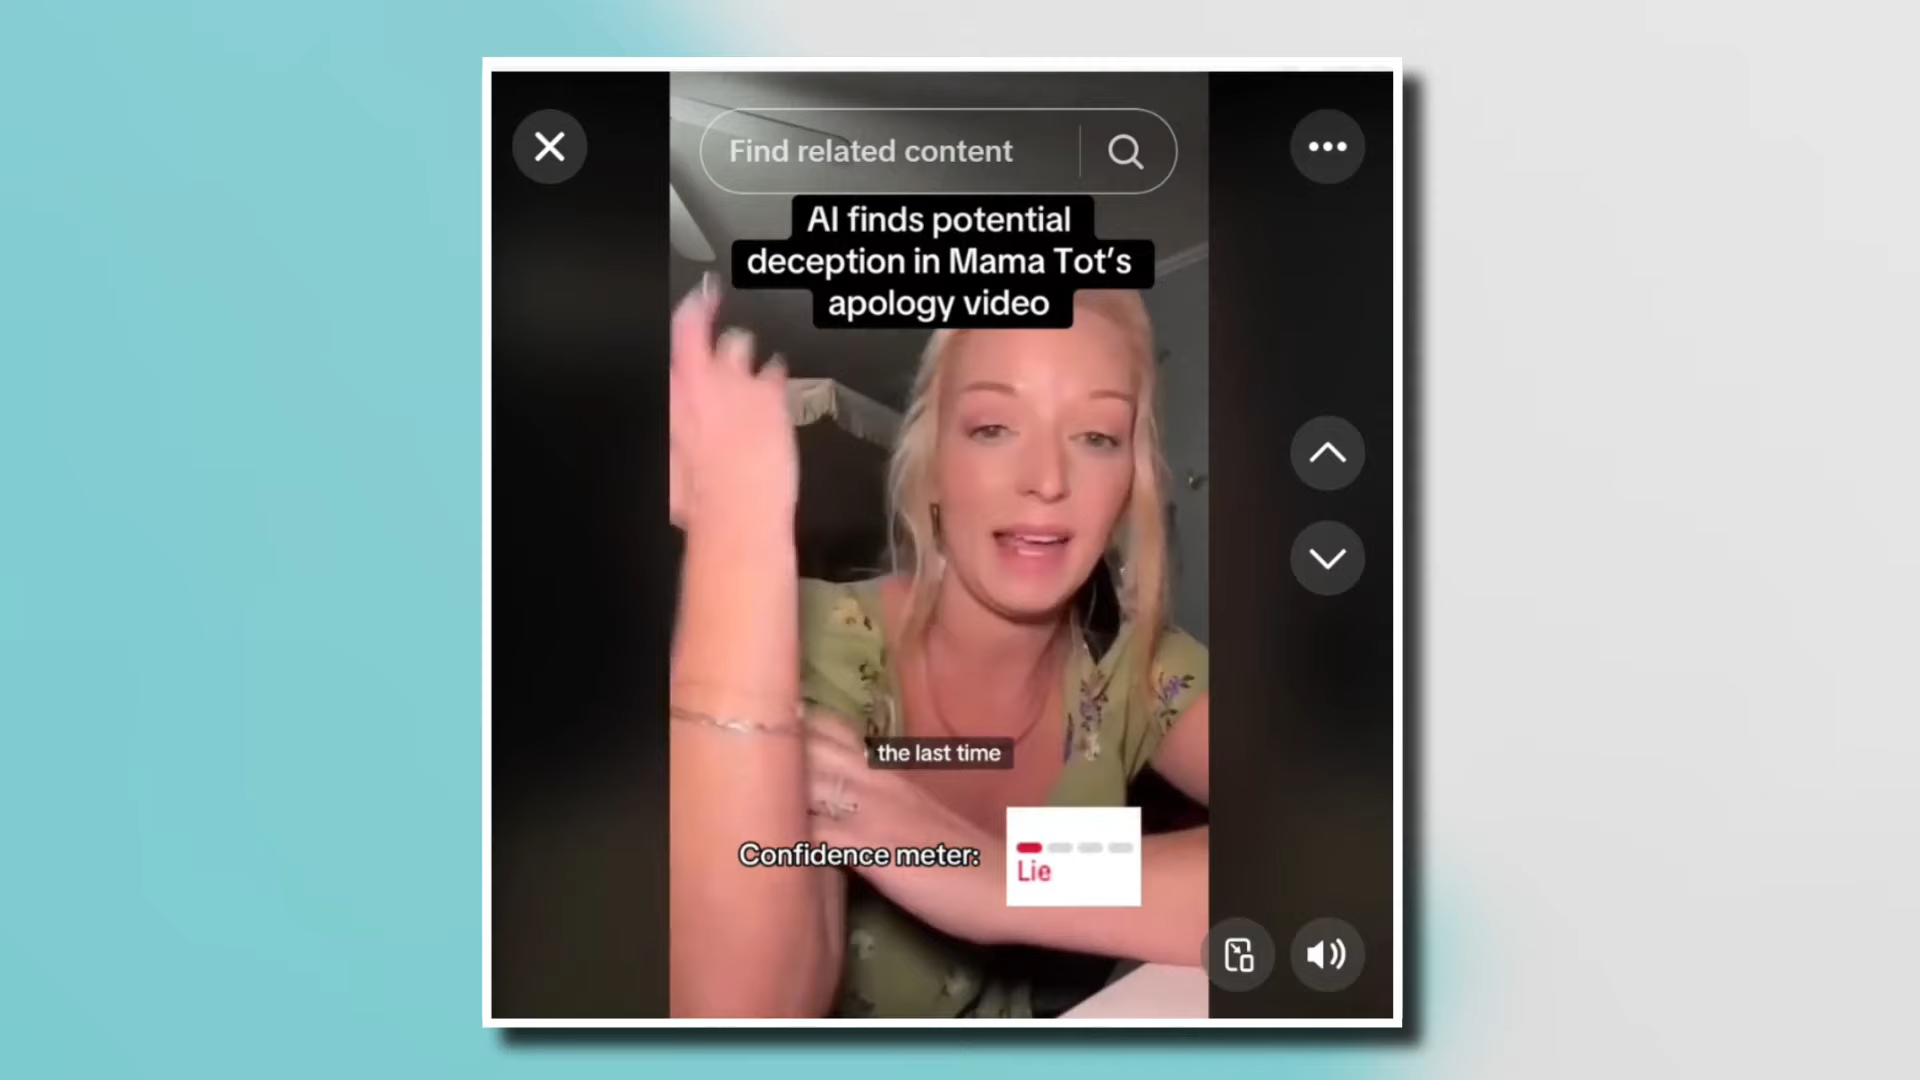 Find related content
AI finds potential
deception in Mama Tot's
apology video
the last time
Confidence meter:
Lie